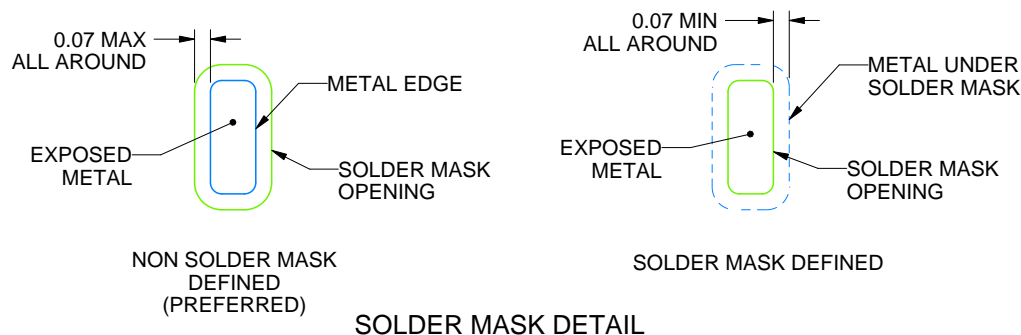 0.07 MAX
ALL AROUND
METAL EDGE
EXPOSED
METAL
SOLDER MASK
OPENING
NON SOLDER MASK
DEFINED
(PREFERRED)
0.07 MIN
ALL AROUND
METAL UNDER
SOLDER MASK
EXPOSED
METAL
SOLDER MASK
OPENING
SOLDER MASK DEFINED
SOLDER MASK DETAIL